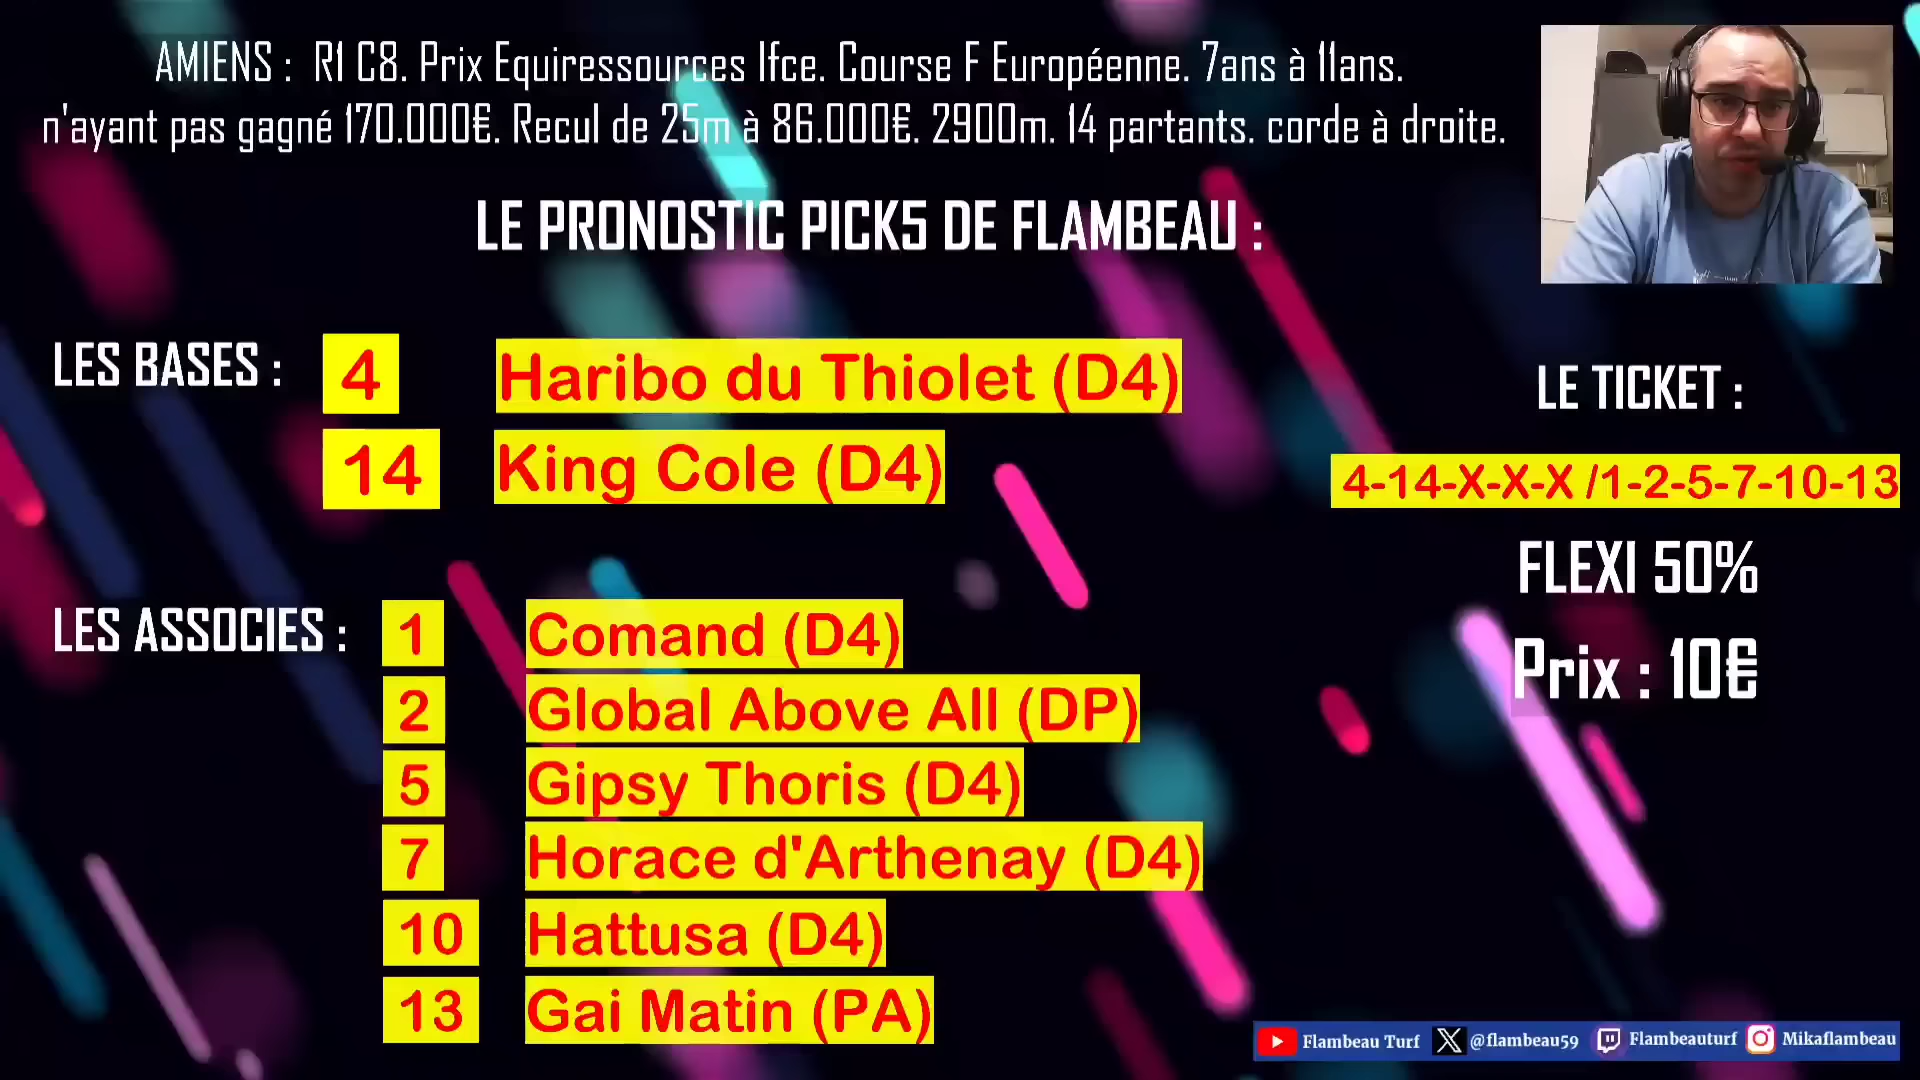 AMIENS : R1 C8. Prix Equiressources Ifce. Course F Européenne. 7ans à 11ans.
n'ayant pas gagné 170.000€. Recul de 25m à 86.000€. 2900m. 14 partants. corde à droite.
LE PRONOSTIC PICK5 DE FLAMBEAU :
LES BASES :
4 Haribo du Thiolet (D4)
14 King Cole (D4)
LE TICKET :
4-14-X-X-X /1-2-5-7-10-13
FLEXI 50%
Prix : 10€
LES ASSOCIES :
1 Comand (D4)
2 Global Above All (DP)
5 Gipsy Thoris (D4)
7 Horace d'Arthenay (D4)
10 Hattusa (D4)
13 Gai Matin (PA)
Flambeau Turf @flambeau59 Flambeauturf Mikaflambeau